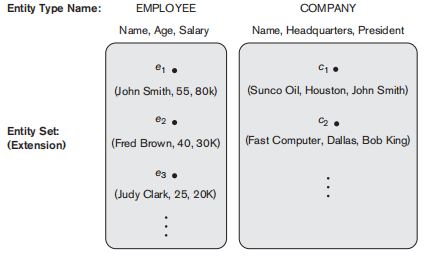 Entity Type Name: EMPLOYEE COMPANY
Name, Age, Salary Name, Headquarters, President
e1 • c1 •
(John Smith, 55, 80k) (Sunco Oil, Houston, John Smith)
e2 • c2 •
Entity Set: (Fred Brown, 40, 30K) (Fast Computer, Dallas, Bob King)
(Extension)
e3 •
(Judy Clark, 25, 20K)